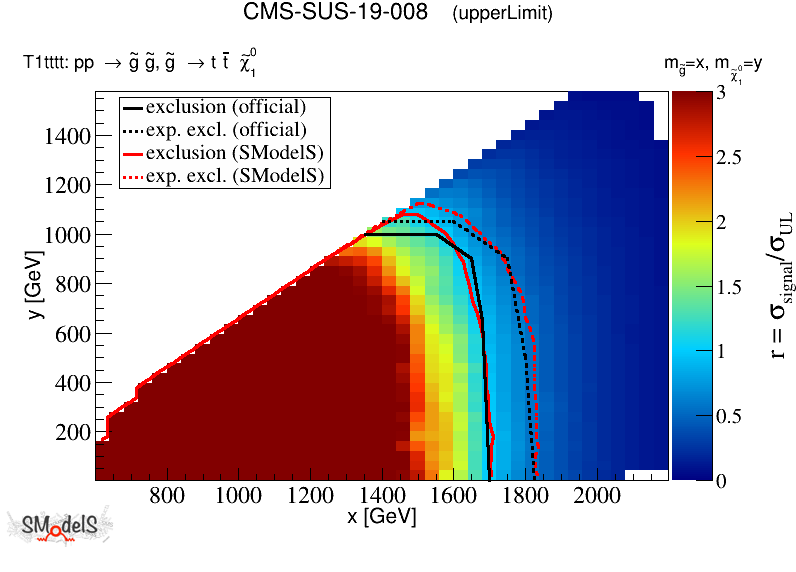 CMS-SUS-19-008 (upperLimit)
T1tttt: pp → g̃ g̃, g̃ → t t̄ χ̃₁⁰
m_g̃=x, m_χ̃₁⁰=y
exclusion (official)
exp. excl. (official)
exclusion (SModelS)
exp. excl. (SModelS)
1400
1200
1000
800
600
400
200
y [GeV]
800 1000 1200 1400 1600 1800 2000
x [GeV]
3
2.5
2
1.5
1
0.5
0
r = σ_signal/σ_UL
SModelS